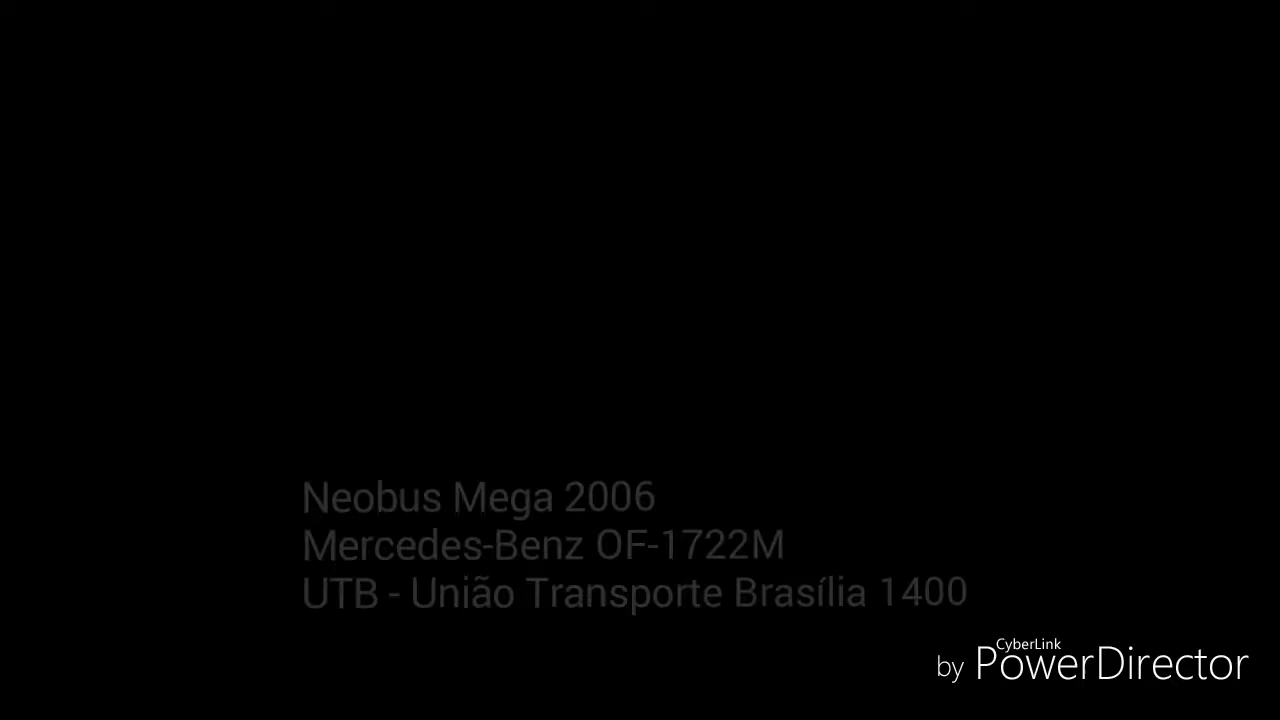 Neobus Mega 2006
Mercedes-Benz OF-1722M
UTB - União Transporte Brasília 1400
CyberLink
by PowerDirector